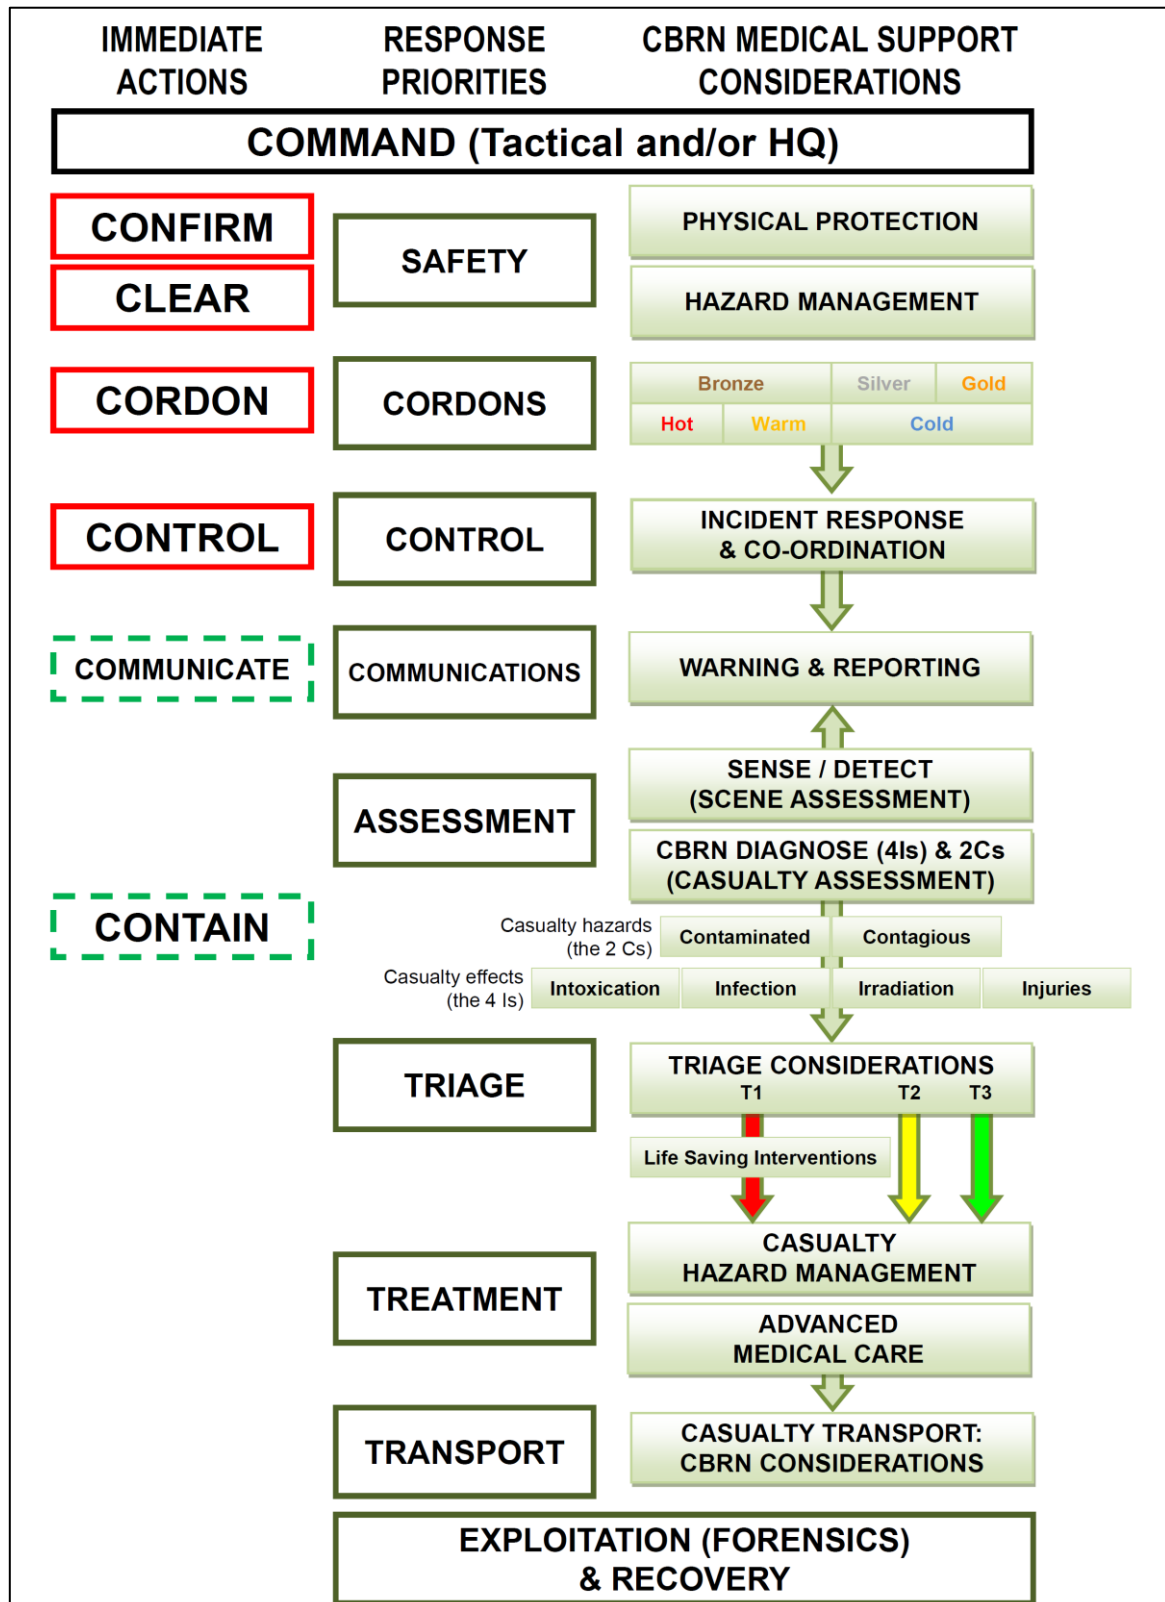 IMMEDIATE
ACTIONS
RESPONSE
PRIORITIES
CBRN MEDICAL SUPPORT
CONSIDERATIONS
COMMAND (Tactical and/or HQ)
CONFIRM
CLEAR
SAFETY
PHYSICAL PROTECTION
HAZARD MANAGEMENT
CORDON
CORDONS
Bronze
Silver
Gold
Hot
Warm
Cold
CONTROL
CONTROL
INCIDENT RESPONSE
& CO-ORDINATION
COMMUNICATE
COMMUNICATIONS
WARNING & REPORTING
ASSESSMENT
SENSE / DETECT
(SCENE ASSESSMENT)
CBRN DIAGNOSE (4Is) & 2Cs
(CASUALTY ASSESSMENT)
CONTAIN
Casualty hazards
(the 2 Cs)
Contaminated
Contagious
Casualty effects
(the 4 Is)
Intoxication
Infection
Irradiation
Injuries
TRIAGE
TRIAGE CONSIDERATIONS
T1
T2
T3
Life Saving Interventions
TREATMENT
CASUALTY
HAZARD MANAGEMENT
ADVANCED
MEDICAL CARE
TRANSPORT
CASUALTY TRANSPORT:
CBRN CONSIDERATIONS
EXPLOITATION (FORENSICS)
& RECOVERY